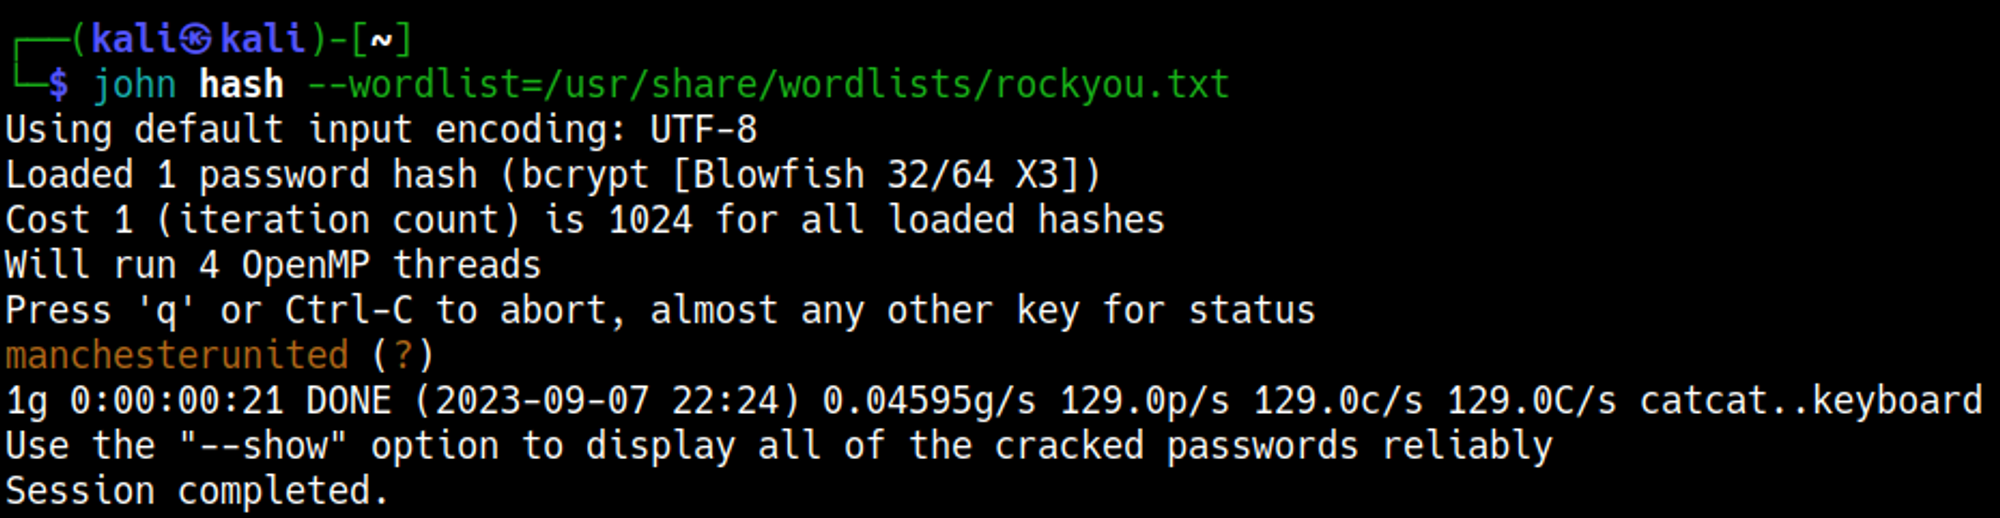 ┌──(kali㉿kali)-[~]
└─$ john hash --wordlist=/usr/share/wordlists/rockyou.txt
Using default input encoding: UTF-8
Loaded 1 password hash (bcrypt [Blowfish 32/64 X3])
Cost 1 (iteration count) is 1024 for all loaded hashes
Will run 4 OpenMP threads
Press 'q' or Ctrl-C to abort, almost any other key for status
manchesterunited (?)
1g 0:00:00:21 DONE (2023-09-07 22:24) 0.04595g/s 129.0p/s 129.0c/s 129.0C/s catcat..keyboard
Use the "--show" option to display all of the cracked passwords reliably
Session completed.